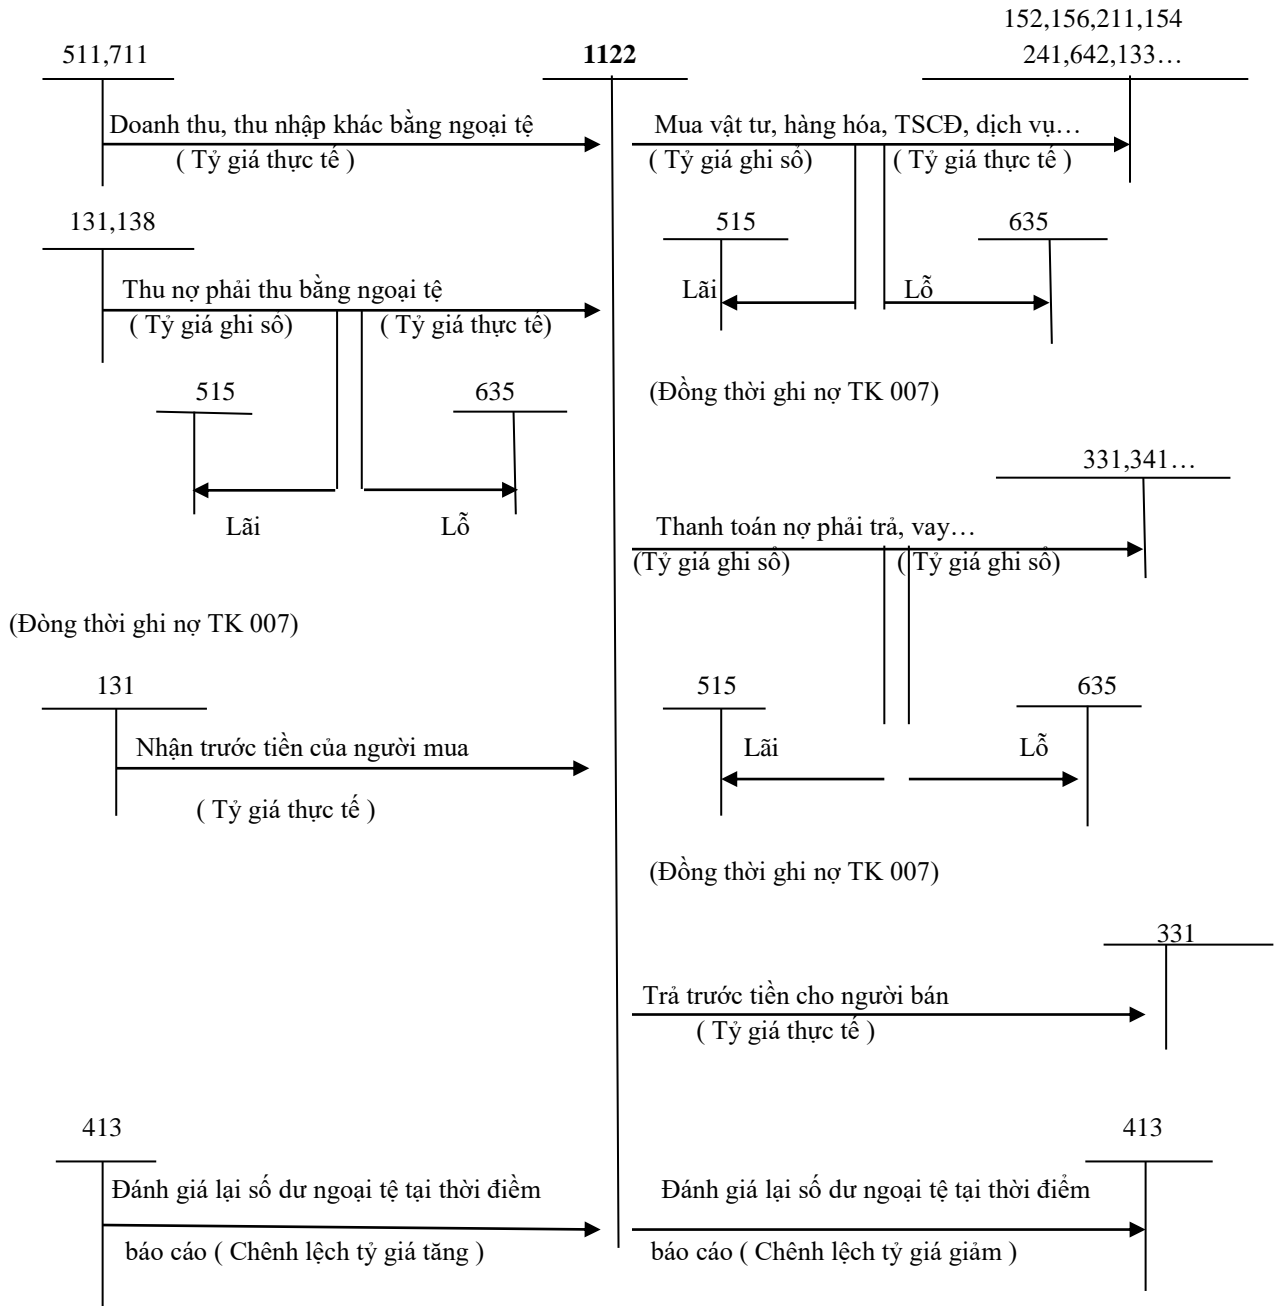 152,156,211,154
511,711
1122
241,642,133…
Doanh thu, thu nhập khác bằng ngoại tệ
( Tỷ giá thực tế )
Mua vật tư, hàng hóa, TSCĐ, dịch vụ…
( Tỷ giá ghi sổ)
( Tỷ giá thực tế )
131,138
515
635
Thu nợ phải thu bằng ngoại tệ
( Tỷ giá ghi sổ)
( Tỷ giá thực tế)
Lãi
Lỗ
515
635
(Đồng thời ghi nợ TK 007)
Lãi
Lỗ
331,341…
Thanh toán nợ phải trả, vay…
(Tỷ giá ghi sổ)
( Tỷ giá ghi sổ)
(Đòng thời ghi nợ TK 007)
131
515
635
Nhận trước tiền của người mua
( Tỷ giá thực tế )
Lãi
Lỗ
(Đồng thời ghi nợ TK 007)
331
Trả trước tiền cho người bán
( Tỷ giá thực tế )
413
413
Đánh giá lại số dư ngoại tệ tại thời điềm
báo cáo ( Chênh lệch tỷ giá tăng )
Đánh giá lại số dư ngoại tệ tại thời điểm
báo cáo ( Chênh lệch tỷ giá giảm )